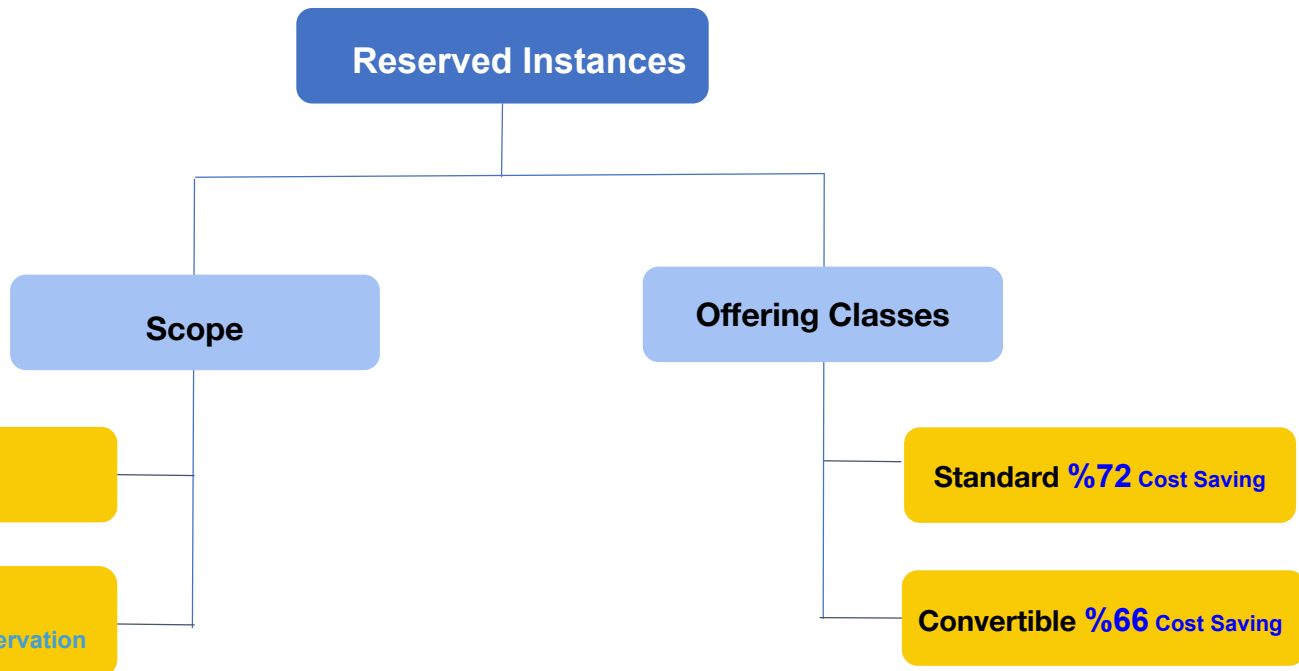 Reserved Instances
Scope
Offering Classes
Standard %72 Cost Saving
ervation
Convertible %66 Cost Saving